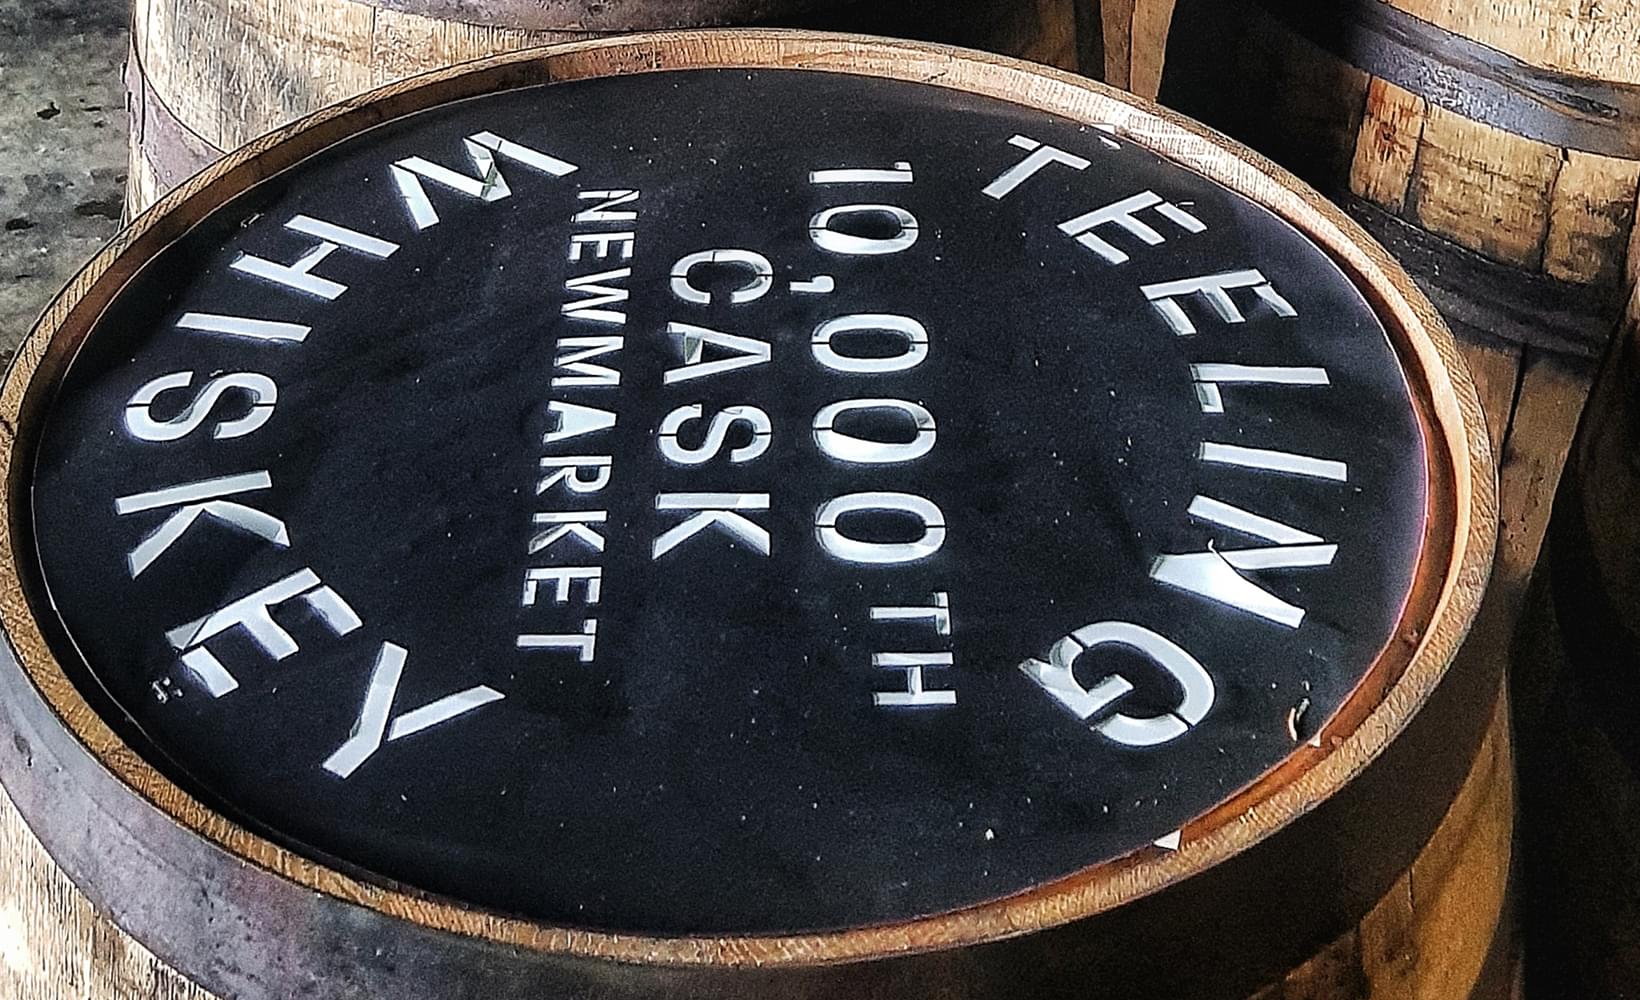 TEELING
10,000TH
CASK
NEWMARKET
WHISKEY